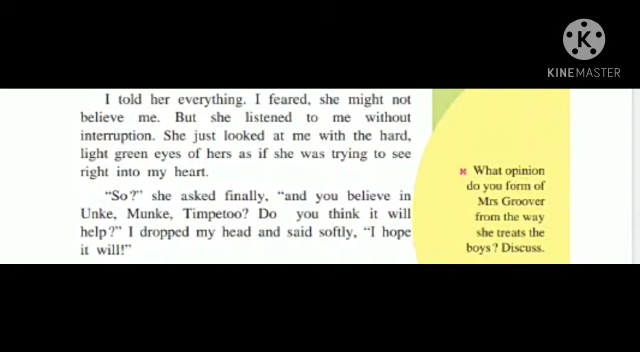 K
KINEMASTER
I told her everything. I feared, she might not
believe me. But she listened to me without
interruption. She just looked at me with the hard,
light green eyes of hers as if she was trying to see
right into my heart.
"So?" she asked finally, "and you believe in
Unke, Munke, Timpetoo? Do you think it will
help?" I dropped my head and said softly, "I hope
it will!"
What opinion
do you form of
Mrs Groover
from the way
she treats the
boys? Discuss.